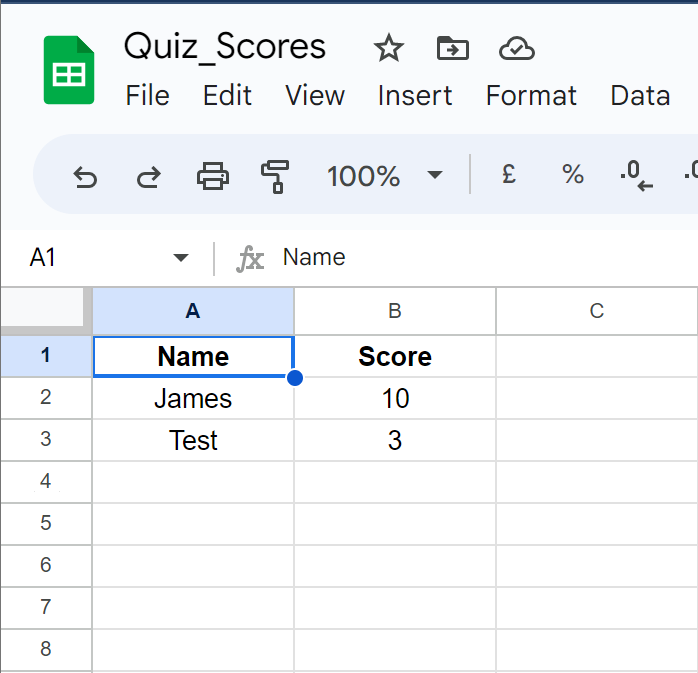 Quiz_Scores
File Edit View Insert Format Data
100% £ % .0
A1 fx Name
A B C
1 Name Score
2 James 10
3 Test 3
4
5
6
7
8